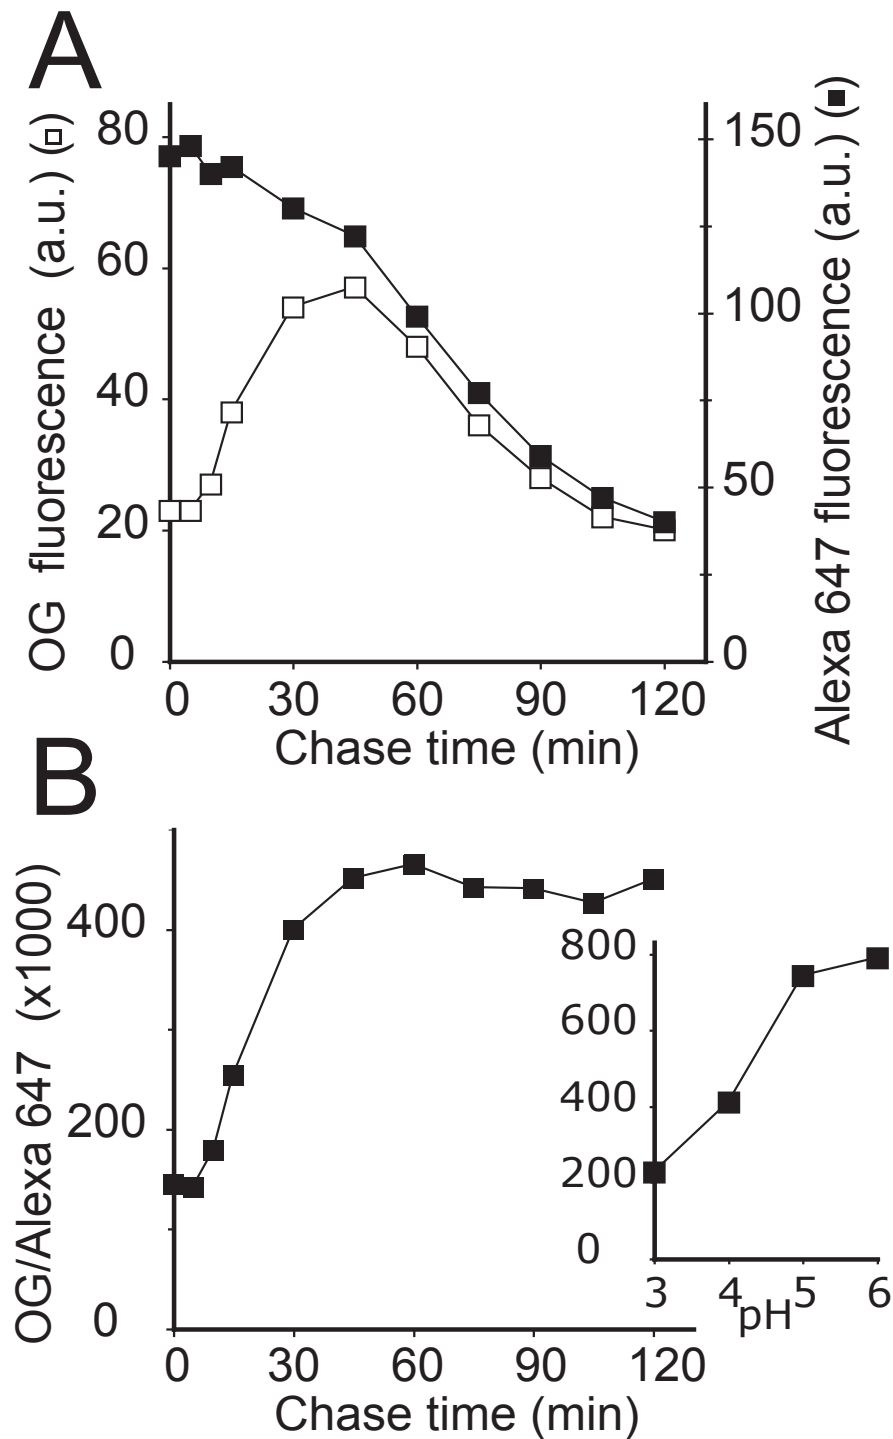 A
OG fluorescence (a.u.) (□)
80
60
40
20
0
Alexa 647 fluorescence (a.u.) (■)
150
100
50
0
0 30 60 90 120
Chase time (min)
B
OG/Alexa 647 (x1000)
400
200
0
0 30 60 90 120
Chase time (min)
800
600
400
200
0
3 4 5 6
pH